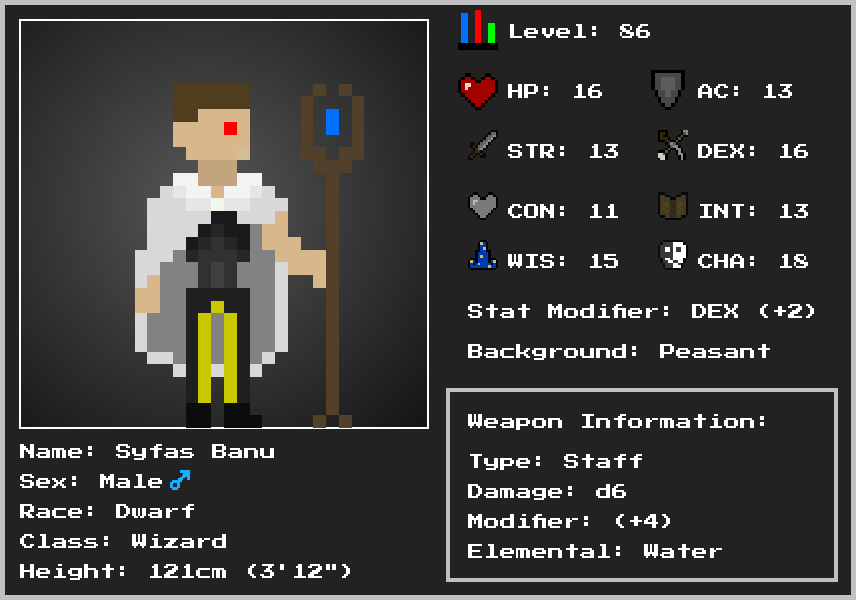 Level: 86
HP: 16 AC: 13
STR: 13 DEX: 16
CON: 11 INT: 13
WIS: 15 CHA: 18
Stat Modifier: DEX (+2)
Background: Peasant
Weapon Information:
Type: Staff
Damage: d6
Modifier: (+4)
Elemental: Water
Name: Syfas Banu
Sex: Male ♂
Race: Dwarf
Class: Wizard
Height: 121cm (3'12")